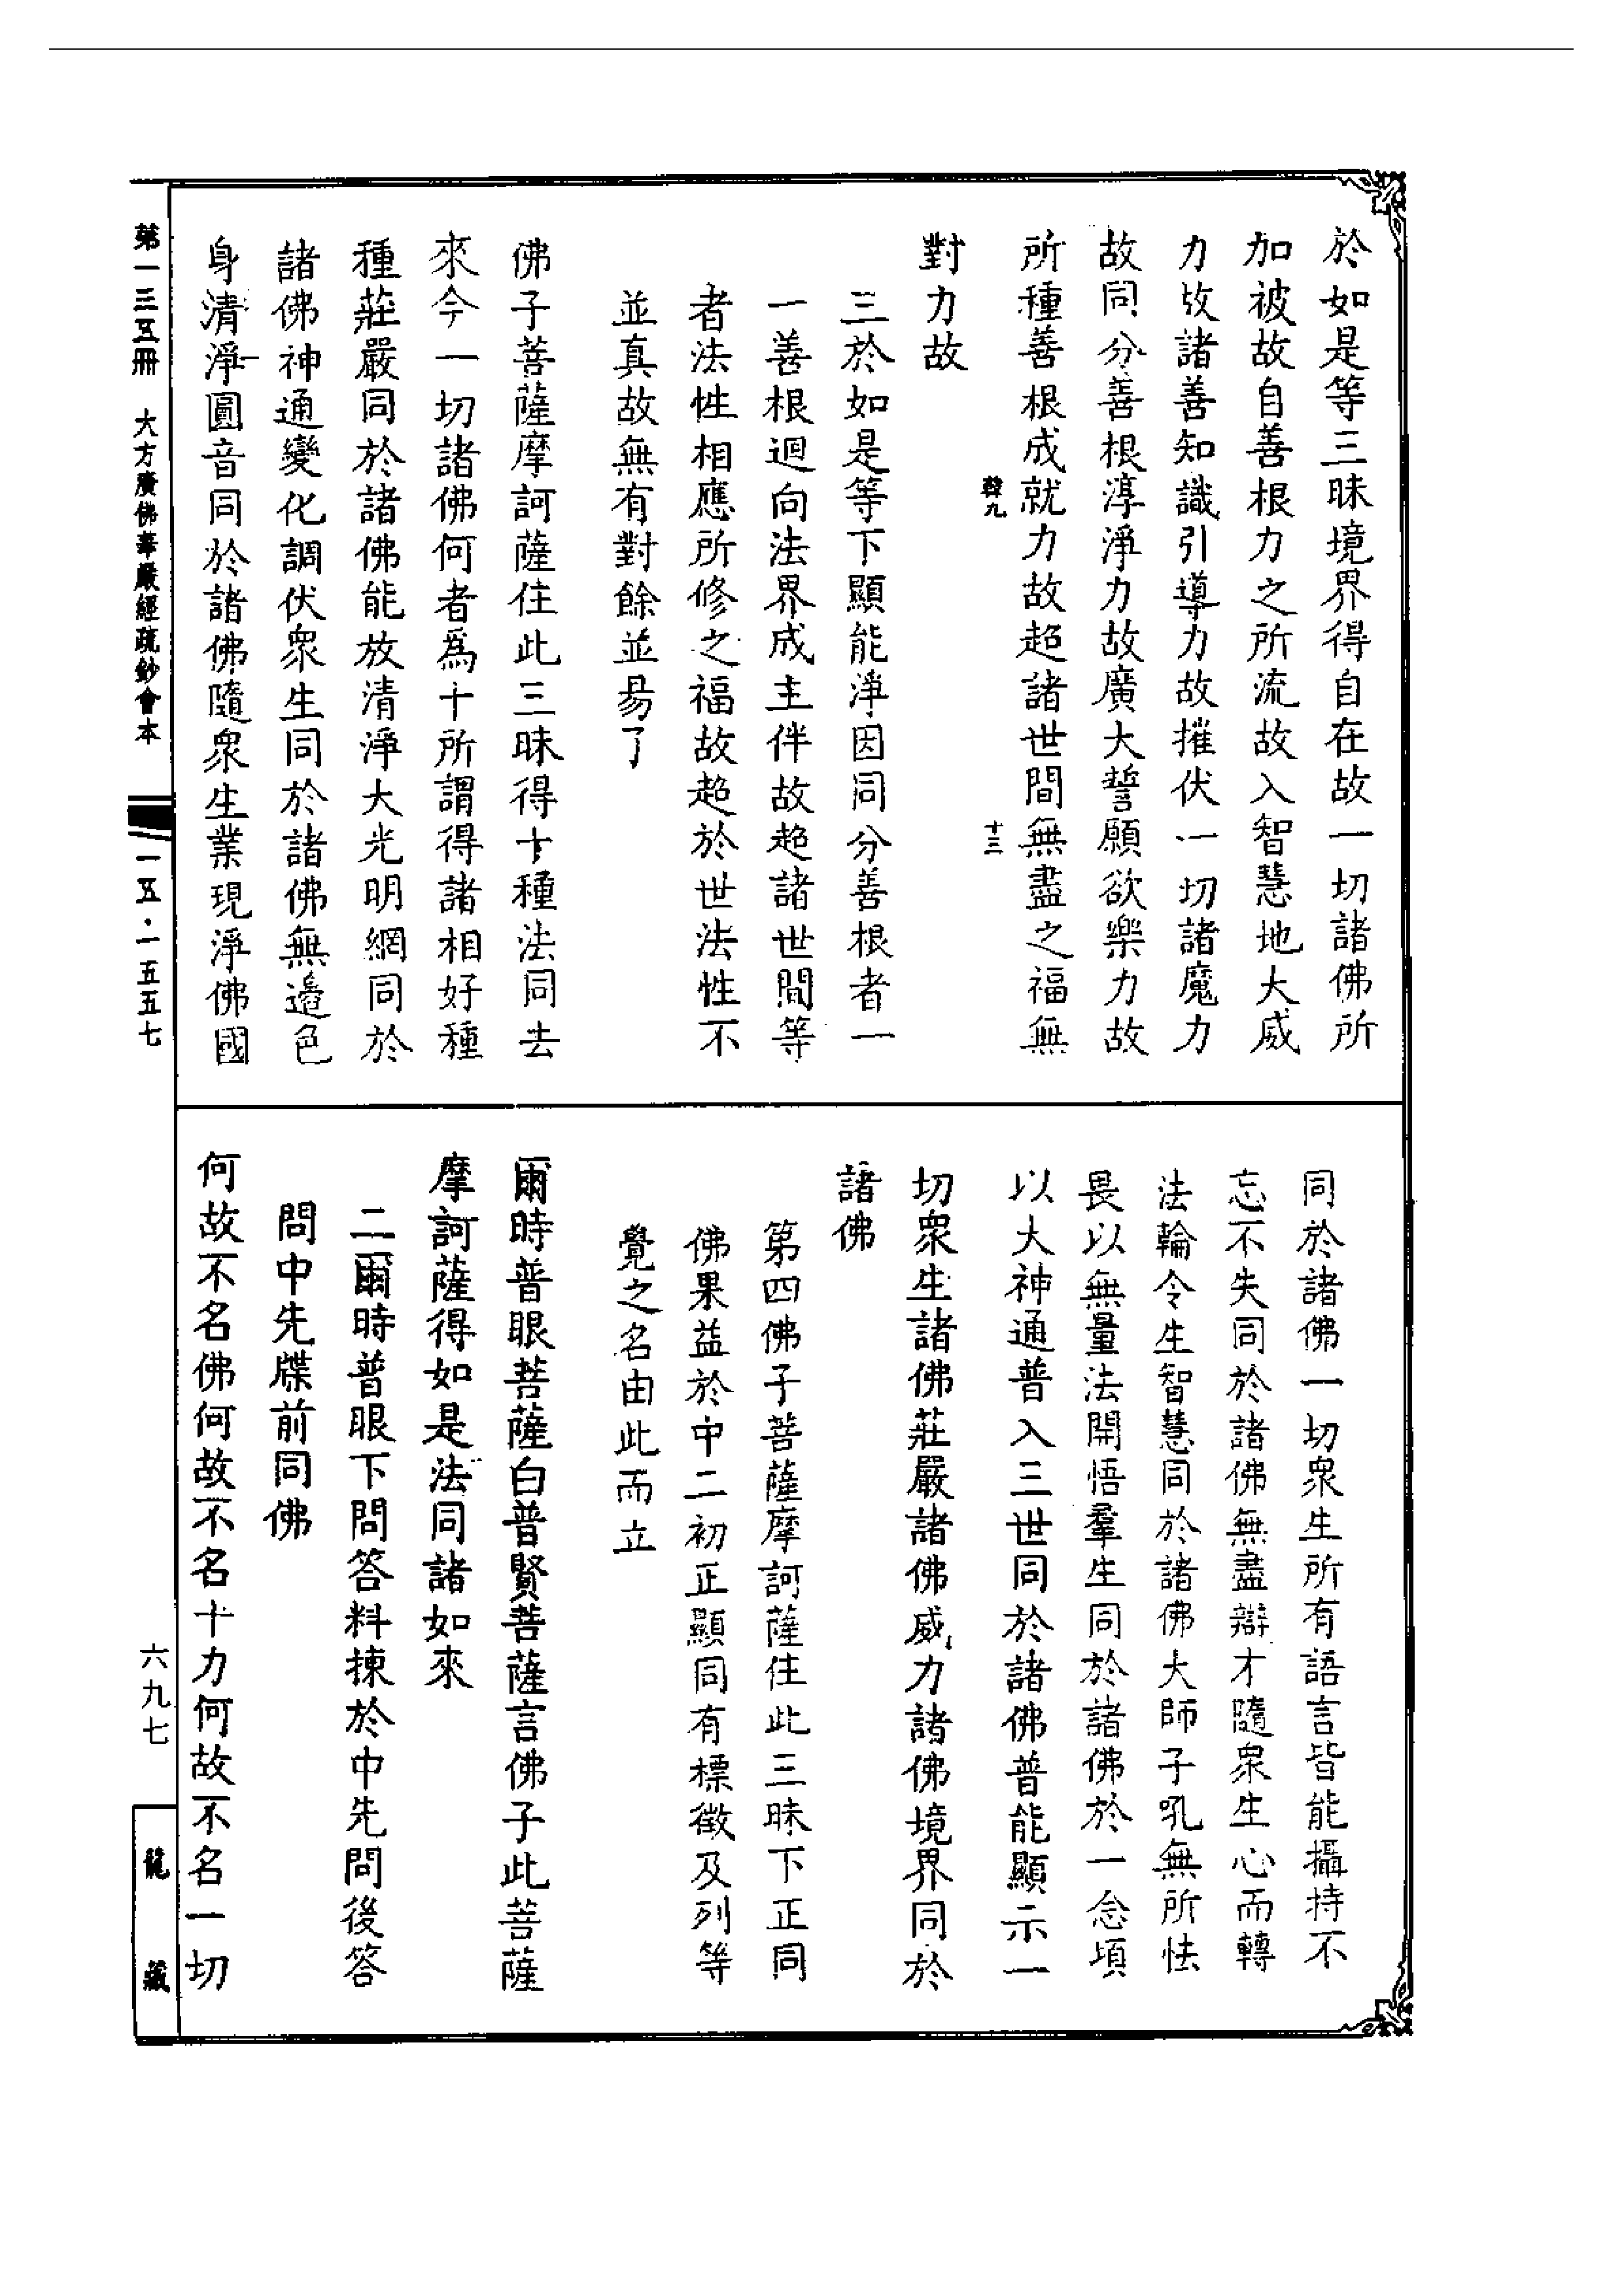 於如是等三昧境界得自在故一切諸佛所
加被故自善根力之所流故入智慧地大威
力故諸善知識引導力故摧伏一切諸魔力
故同分善根淳淨力故廣大誓願欲樂力故
所種善根成就力故超諸世間無盡之福無
韓九 十三
對力故
三於如是等下顯能淨因同分善根者一
一善根迴向法界成主伴故超諸世間等
者法性相應所修之福故超於世法性不
並真故無有對餘並易了
佛子菩薩摩訶薩住此三昧得十種法同去
來今一切諸佛何者為十所謂得諸相好種
種莊嚴同於諸佛能放清淨大光明網同於
諸佛神通變化調伏衆生同於諸佛無邊色
身清淨圓音同於諸佛隨衆生業現淨佛國
同於諸佛一切衆生所有語言皆能攝持不
忘不失同於諸佛無盡辯才隨衆生心而轉
法輪令生智慧同於諸佛大師子吼無所怯
畏以無量法開悟羣生同於諸佛於一念頃
以大神通普入三世同於諸佛普能顯示一
切衆生諸佛莊嚴諸佛威力諸佛境界同於
諸佛
第四佛子菩薩摩訶薩住此三昧下正同
佛果益於中二初正顯同有標徵及列等
覺之名由此而立
爾時普眼菩薩白普賢菩薩言佛子此菩薩
摩訶薩得如是法同諸如來
二爾時普眼下問答料揀於中先問後答
問中先牒前同佛
何故不名佛何故不名十力何故不名一切
第一三五冊 大方廣佛華嚴經疏鈔會本
一五·一五五七
六九七
龍藏